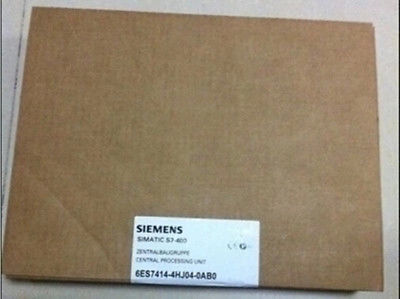 SIEMENS
SIMATIC S7-400
ZENTRALBAUGRUPPE
CENTRAL PROCESSING UNIT
6ES7414-4HJ04-0AB0